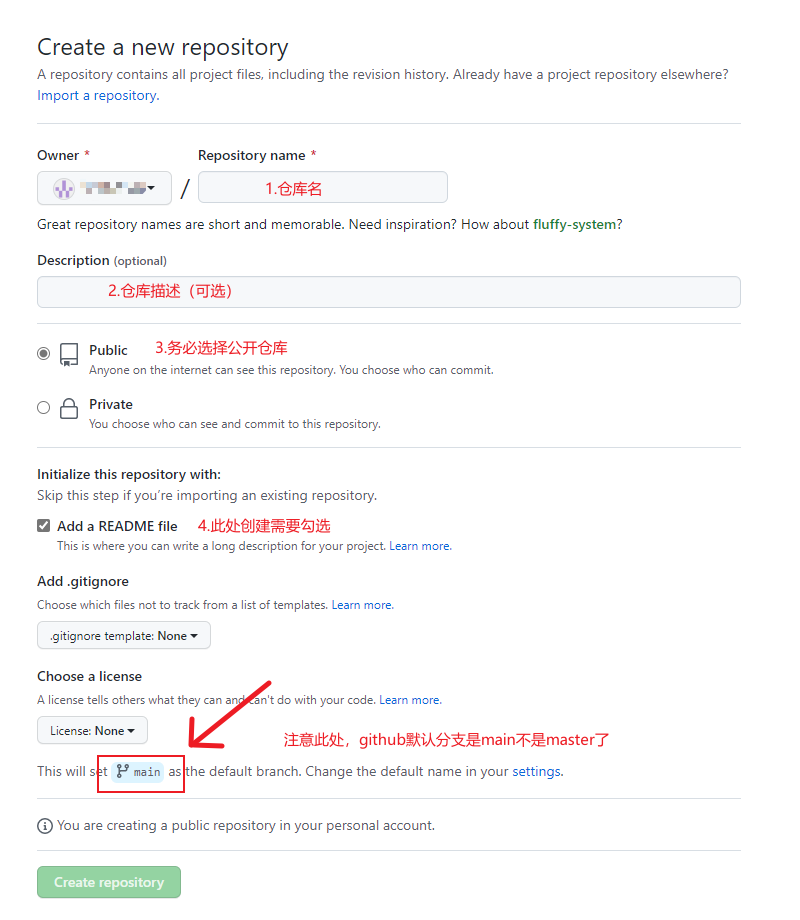 Create a new repository
A repository contains all project files, including the revision history. Already have a project repository elsewhere?
Import a repository.
Owner * Repository name *
/ 1.仓库名
Great repository names are short and memorable. Need inspiration? How about fluffy-system?
Description (optional)
2.仓库描述（可选）
Public 3.务必选择公开仓库
Anyone on the internet can see this repository. You choose who can commit.
Private
You choose who can see and commit to this repository.
Initialize this repository with:
Skip this step if you're importing an existing repository.
Add a README file 4.此处创建需要勾选
This is where you can write a long description for your project. Learn more.
Add .gitignore
Choose which files not to track from a list of templates. Learn more.
.gitignore template: None
Choose a license
A license tells others what they can and can't do with your code. Learn more.
License: None
注意此处，github默认分支是main不是master了
This will set main as the default branch. Change the default name in your settings.
You are creating a public repository in your personal account.
Create repository